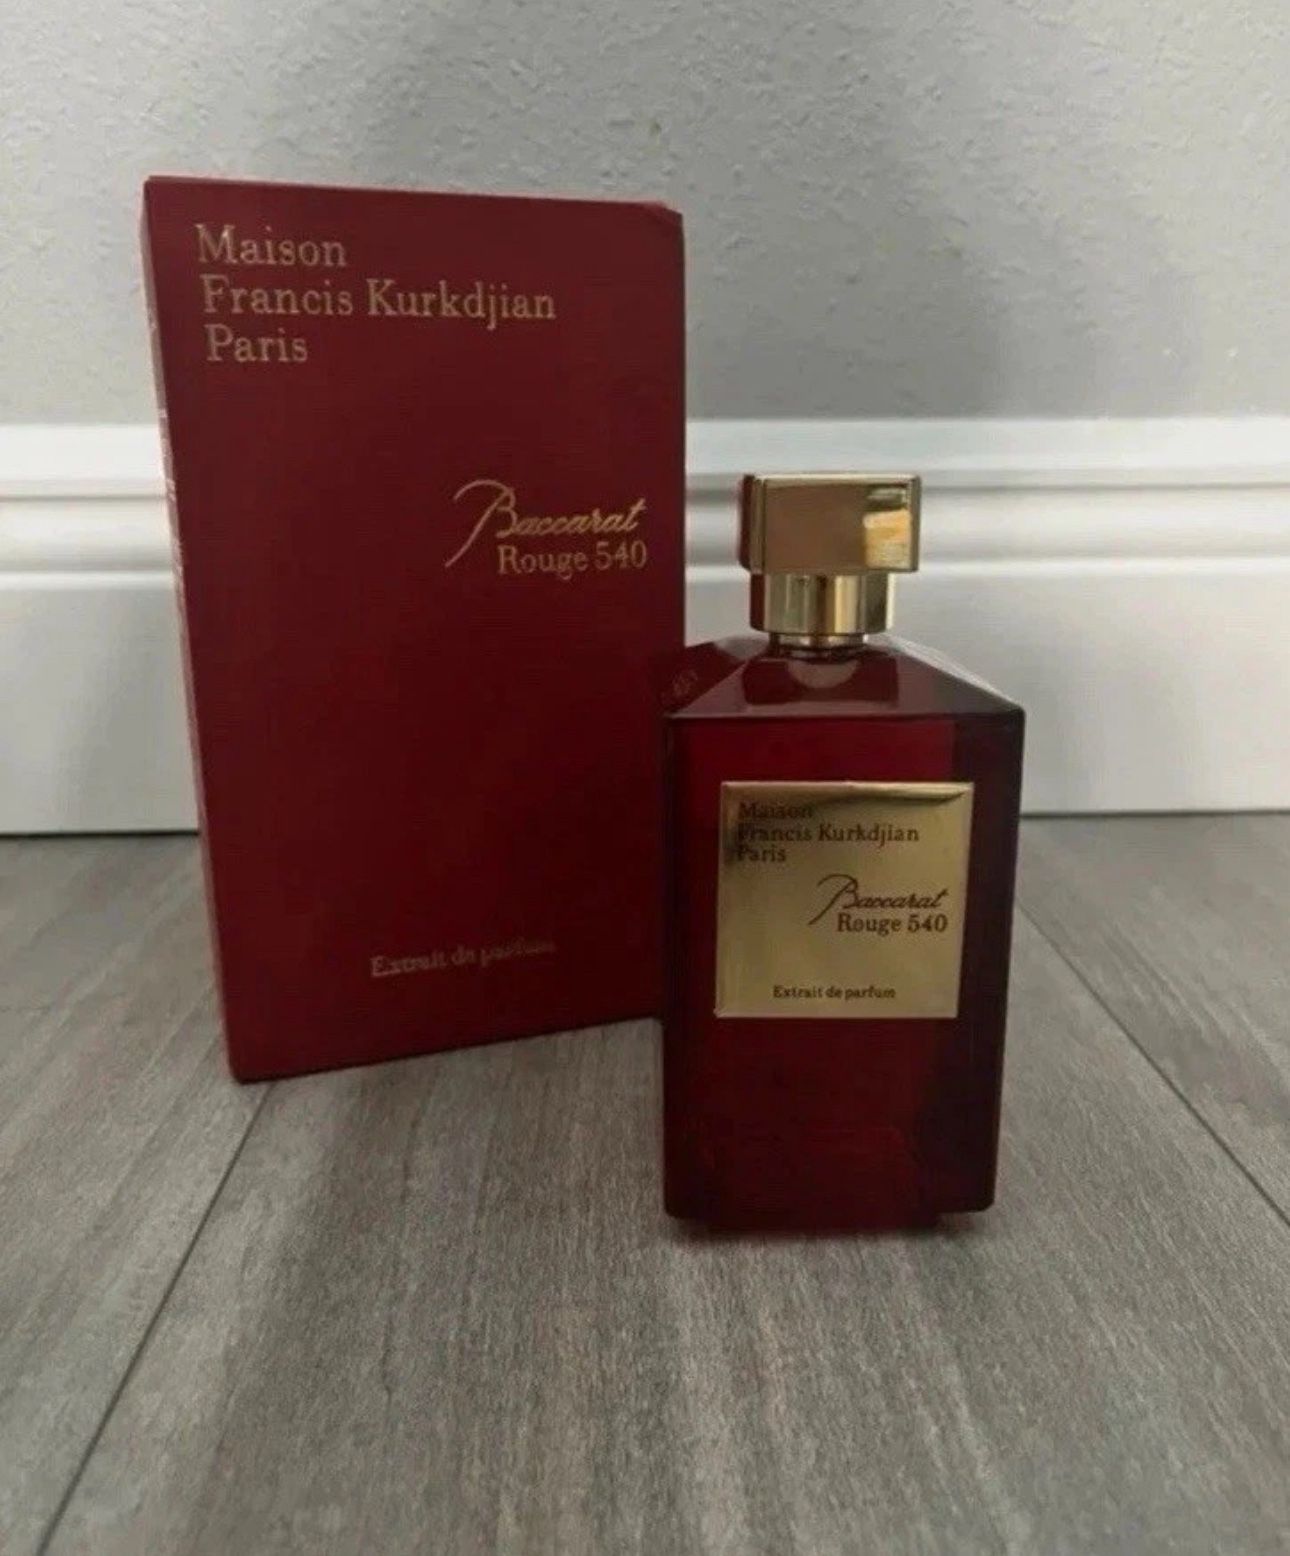 Maison
Francis Kurkdjian
Paris
Baccarat
Rouge 540
Extrait de parfum
Maison
Francis Kurkdjian
Paris
Baccarat
Rouge 540
Extrait de parfum